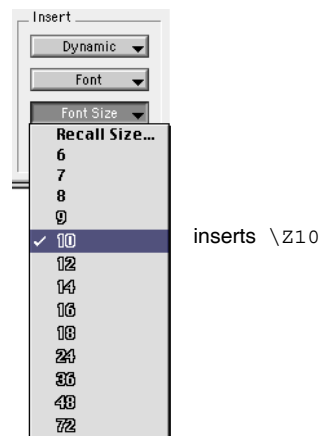 Insert
Dynamic
Font
Font Size
Recall Size...
6
7
8
9
✓ 10
inserts \Z10
12
14
16
18
24
36
48
72